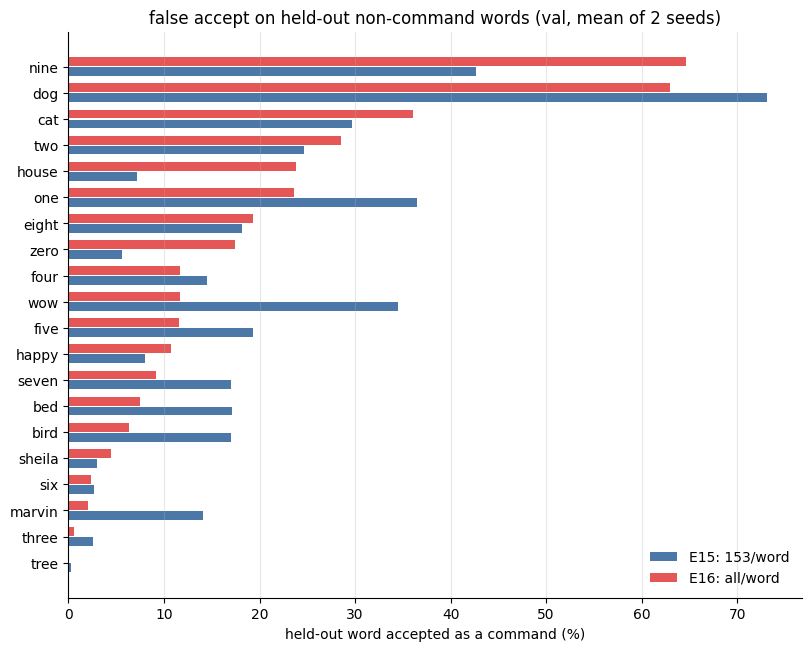 false accept on held-out non-command words (val, mean of 2 seeds)
nine
dog
cat
two
house
one
eight
zero
four
wow
five
happy
seven
bed
bird
sheila
six
marvin
three
tree
E15: 153/word
E16: all/word
0 10 20 30 40 50 60 70
held-out word accepted as a command (%)